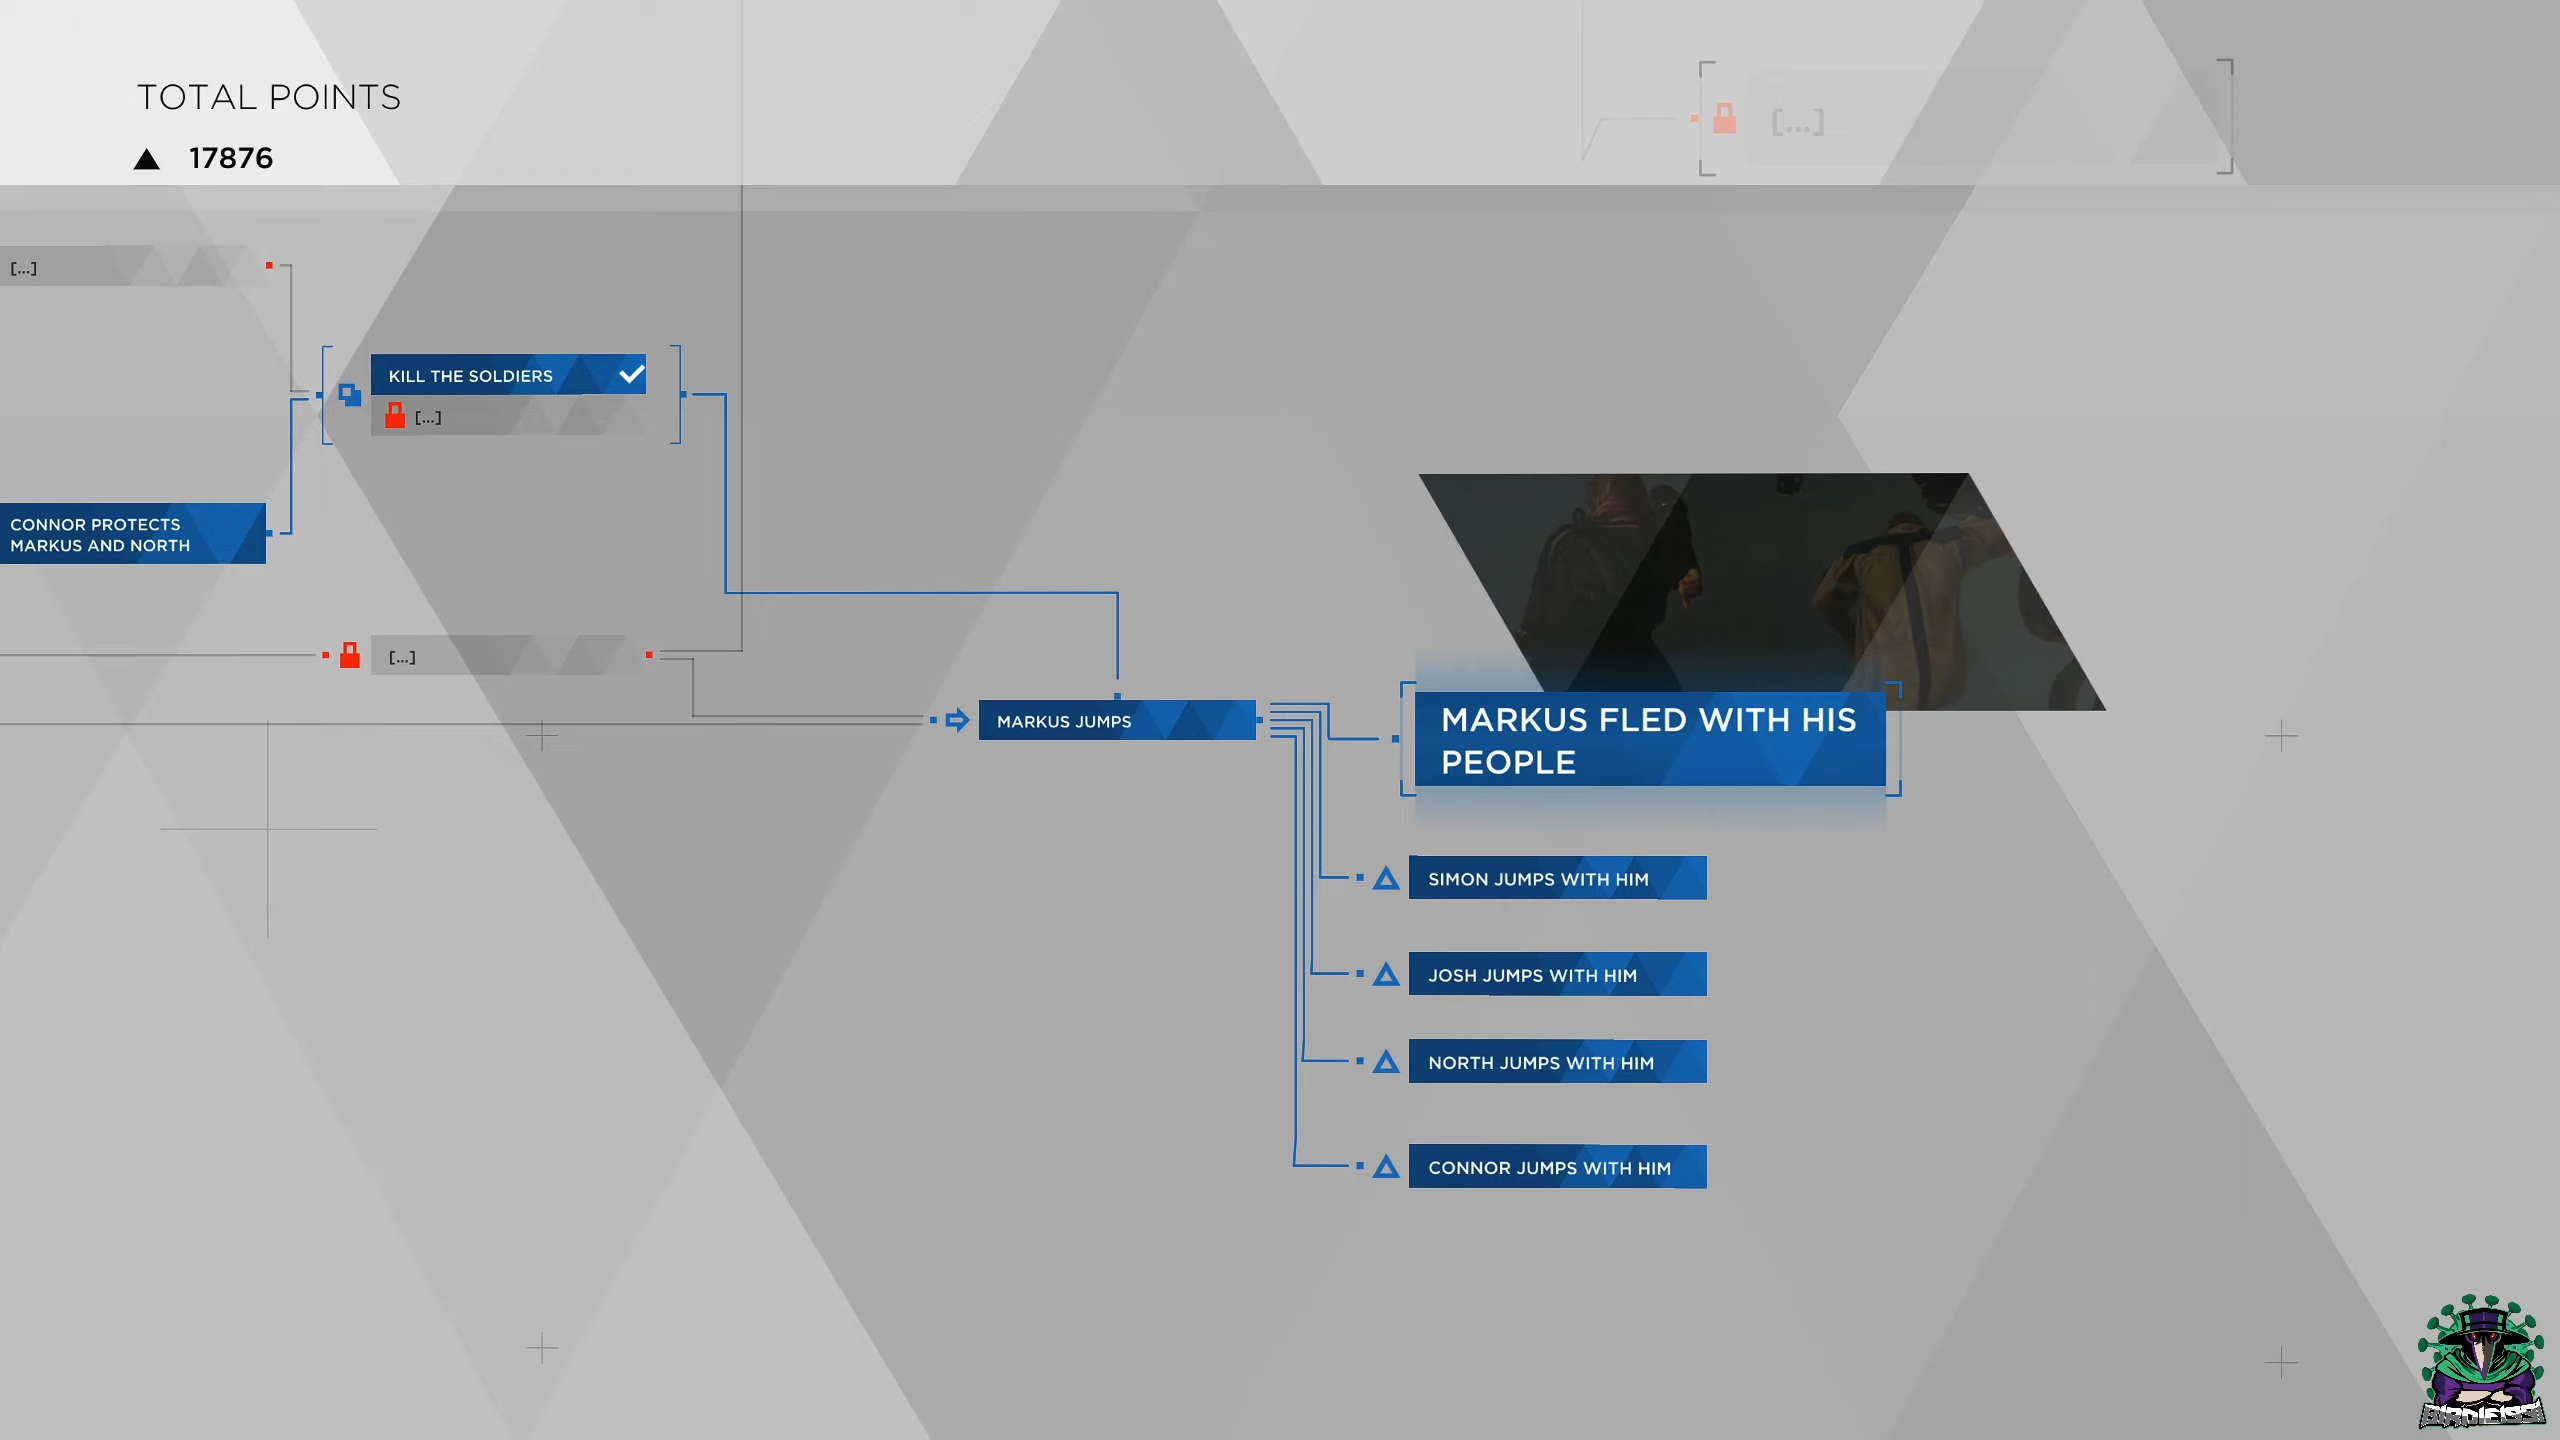 TOTAL POINTS
17876
[...]
[...]
KILL THE SOLDIERS
[...]
CONNOR PROTECTS
MARKUS AND NORTH
[...]
MARKUS JUMPS
MARKUS FLED WITH HIS
PEOPLE
SIMON JUMPS WITH HIM
JOSH JUMPS WITH HIM
NORTH JUMPS WITH HIM
CONNOR JUMPS WITH HIM